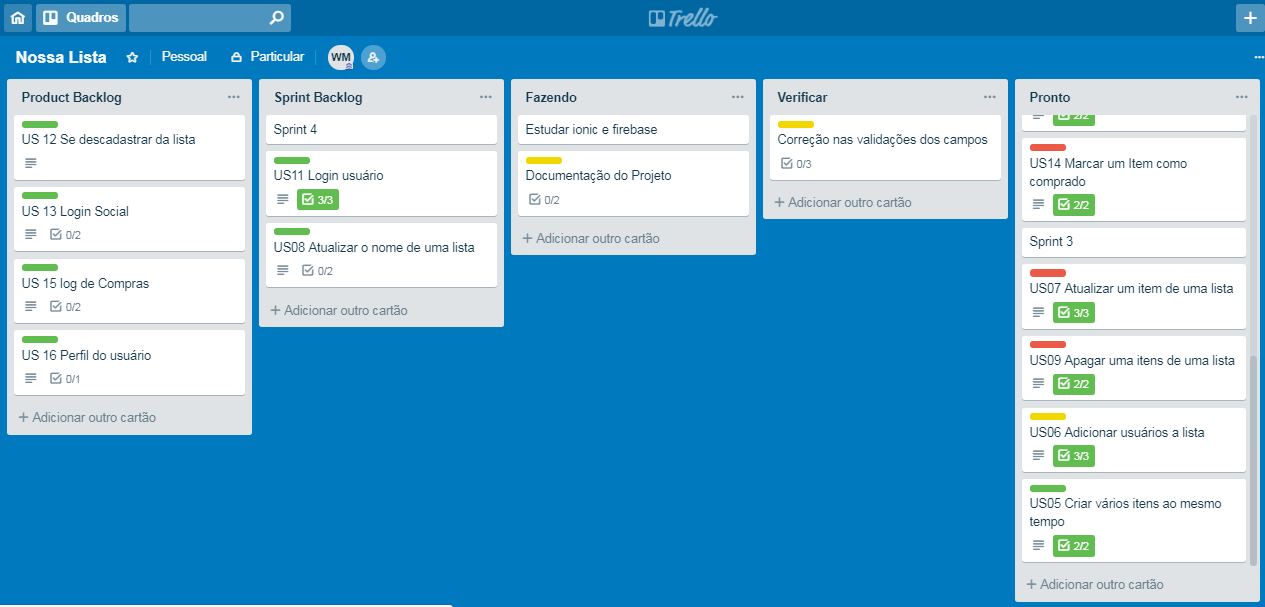 Quadros
Trello
Nossa Lista
Pessoal
Particular
WM
Product Backlog
US 12 Se descadastrar da lista
US 13 Login Social
0/2
US 15 log de Compras
0/2
US 16 Perfil do usuário
0/1
+ Adicionar outro cartão
Sprint Backlog
Sprint 4
US11 Login usuário
3/3
US08 Atualizar o nome de uma lista
0/2
+ Adicionar outro cartão
Fazendo
Estudar ionic e firebase
Documentação do Projeto
0/2
+ Adicionar outro cartão
Verificar
Correção nas validações dos campos
0/3
+ Adicionar outro cartão
Pronto
2/2
US14 Marcar um Item como
comprado
2/2
Sprint 3
US07 Atualizar um item de uma lista
3/3
US09 Apagar uma itens de uma lista
2/2
US06 Adicionar usuários a lista
3/3
US05 Criar vários itens ao mesmo
tempo
2/2
+ Adicionar outro cartão